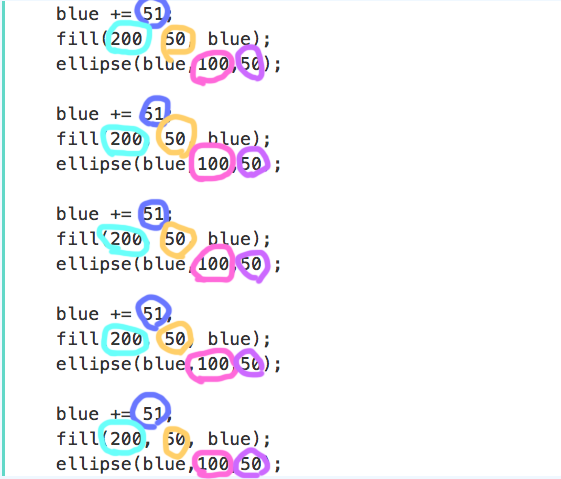 blue += 51;
fill(200, 50, blue);
ellipse(blue,100,50);
blue += 51;
fill(200, 50, blue);
ellipse(blue,100,50);
blue += 51;
fill(200, 50, blue);
ellipse(blue,100,50);
blue += 51;
fill(200, 50, blue);
ellipse(blue,100,50);
blue += 51;
fill(200, 50, blue);
ellipse(blue,100,50);